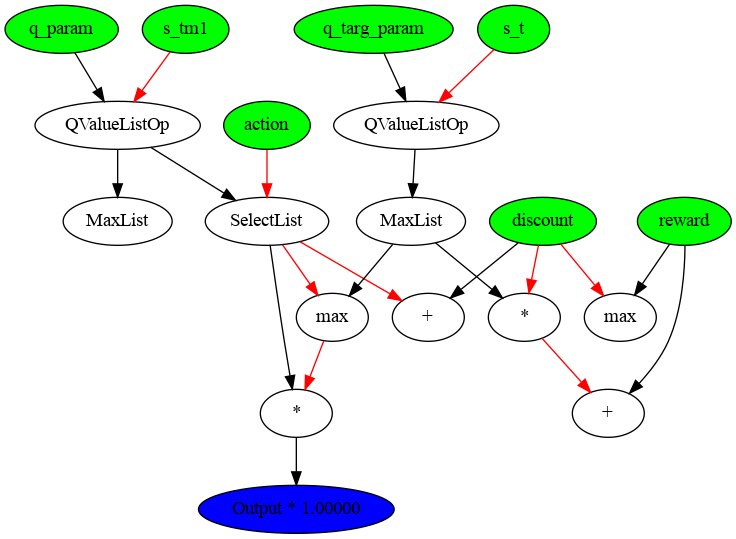 q_param
s_tm1
q_targ_param
s_t
QValueListOp
action
QValueListOp
MaxList
SelectList
MaxList
discount
reward
max
+
*
max
*
+
Output * 1.00000